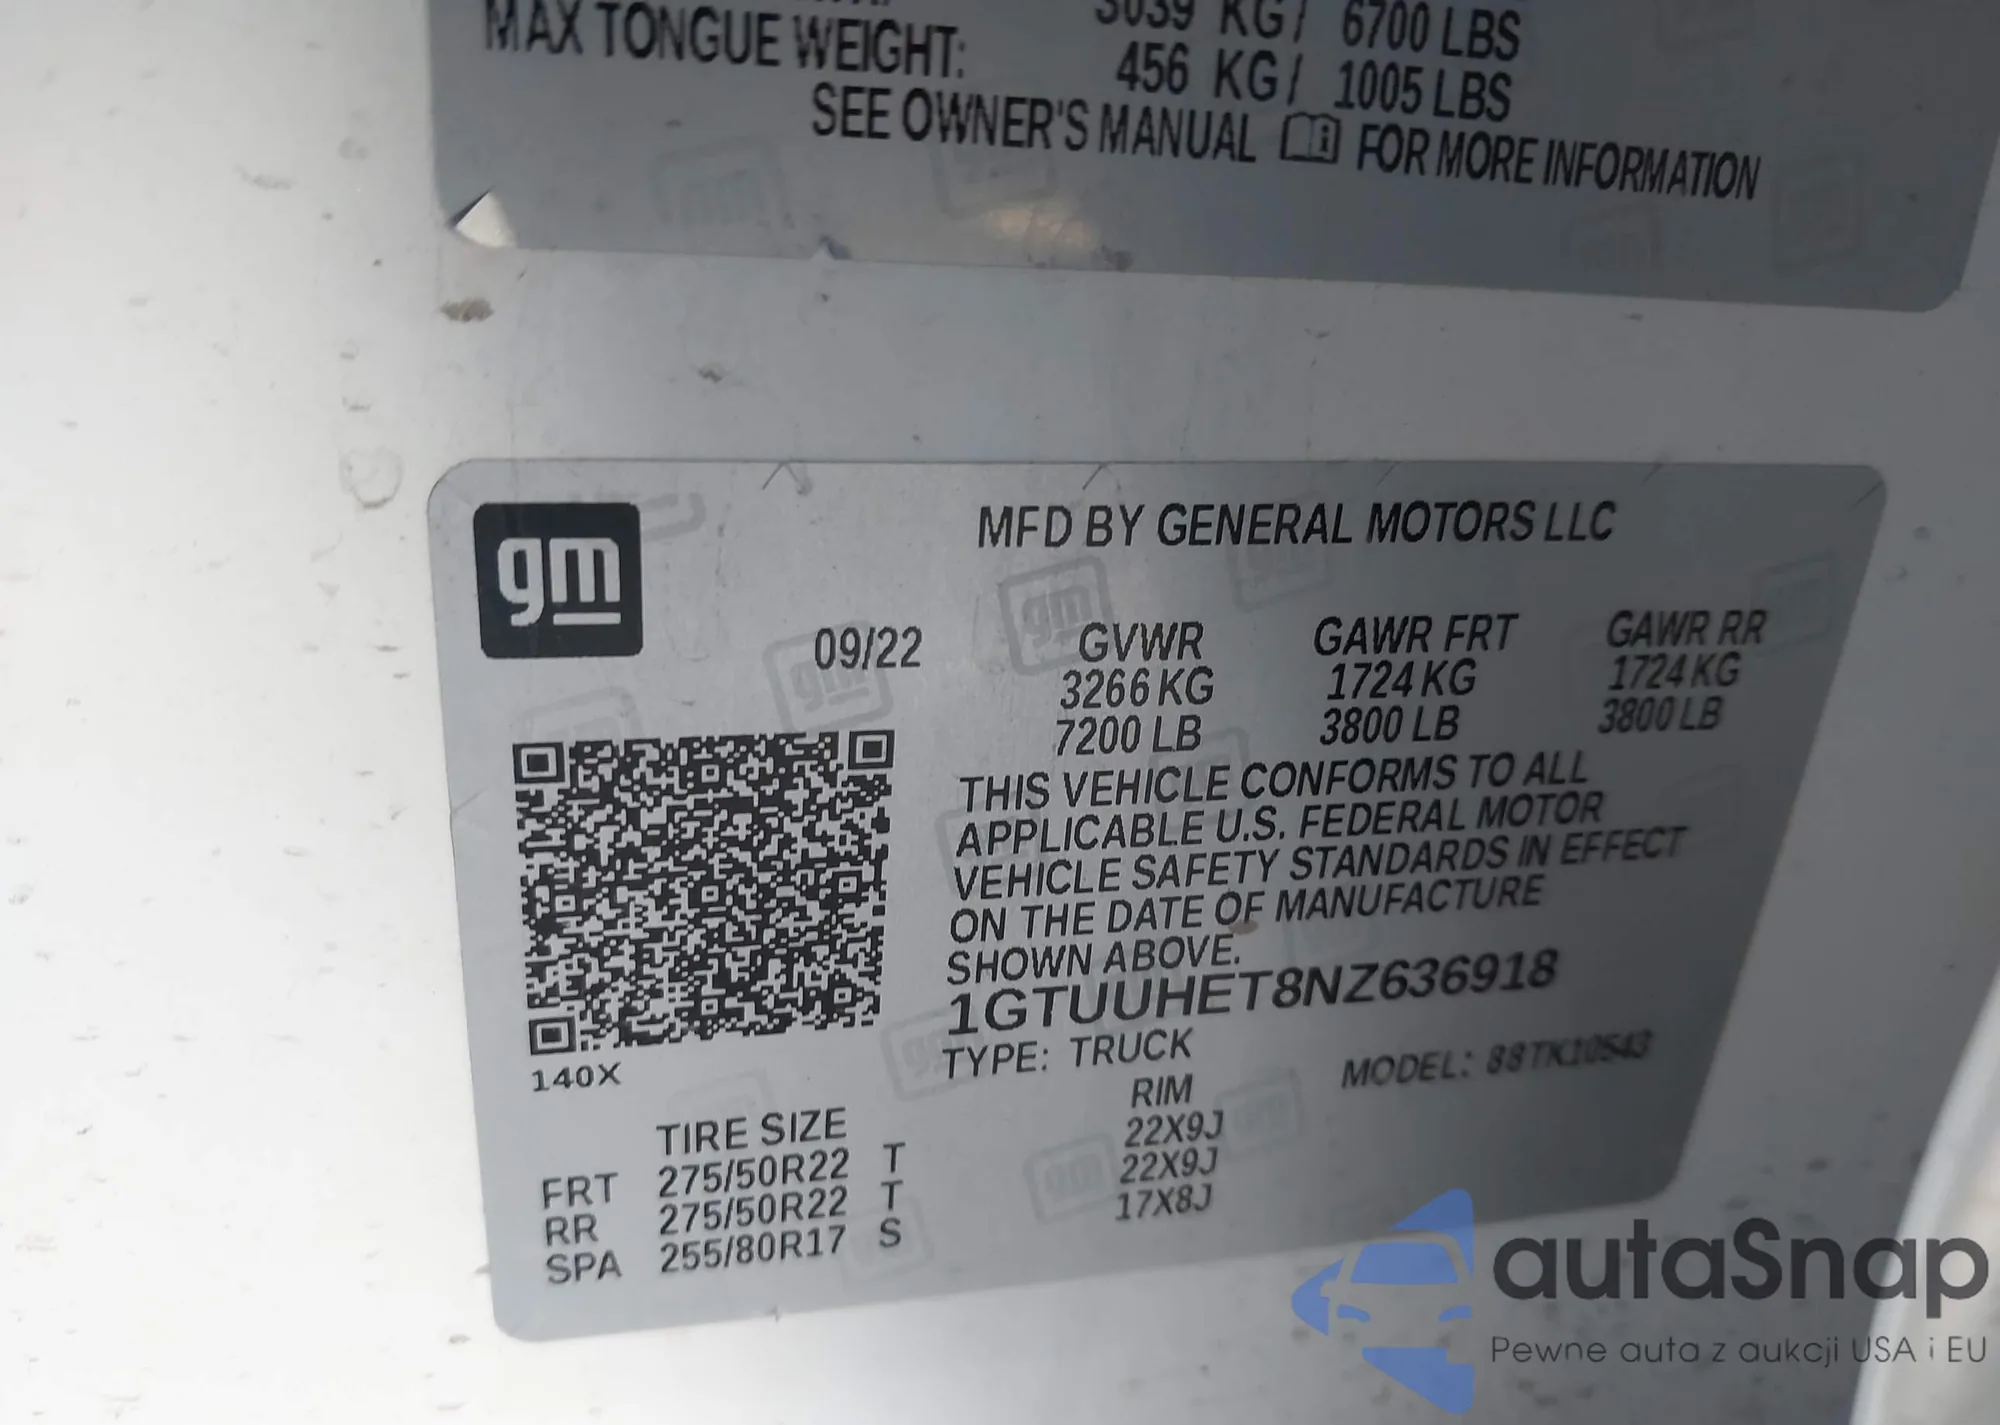 3039 KG / 6700 LBS
MAX TONGUE WEIGHT: 456 KG / 1005 LBS
SEE OWNER'S MANUAL FOR MORE INFORMATION
gm
MFD BY GENERAL MOTORS LLC
09/22 GVWR GAWR FRT GAWR RR
3266 KG 1724 KG 1724 KG
7200 LB 3800 LB 3800 LB
THIS VEHICLE CONFORMS TO ALL
APPLICABLE U.S. FEDERAL MOTOR
VEHICLE SAFETY STANDARDS IN EFFECT
ON THE DATE OF MANUFACTURE
SHOWN ABOVE.
1GTUUHET8NZ636918
TYPE: TRUCK MODEL: 88TK10543
140X
TIRE SIZE RIM
FRT 275/50R22 T 22X9J
RR 275/50R22 T 22X9J
SPA 255/80R17 S 17X8J
autaSnap
Pewne auta z aukcji USA i EU